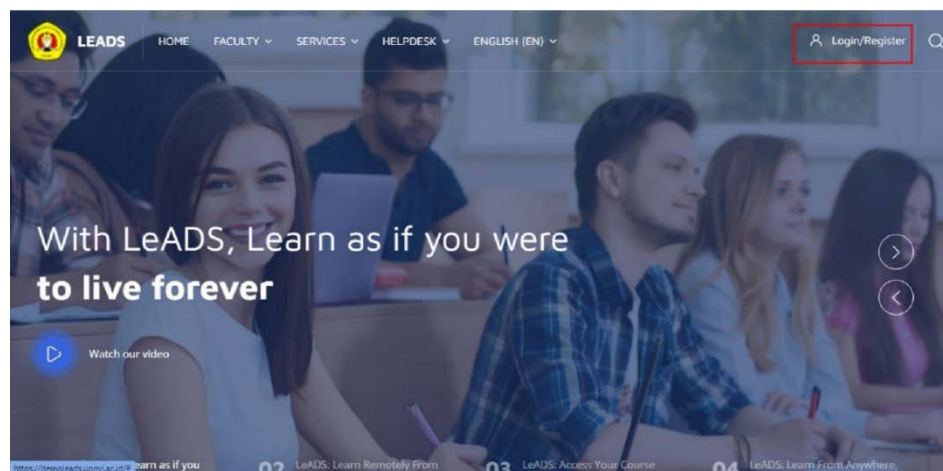 LEADS HOME FACULTY SERVICES HELPDESK ENGLISH (EN) Login/Register
With LeADS, Learn as if you were
to live forever
Watch our video
earn as if you 02 LeADS: Learn Remotely From 03 LeADS: Access Your Course 04 LeADS: Learn From Anywhere,